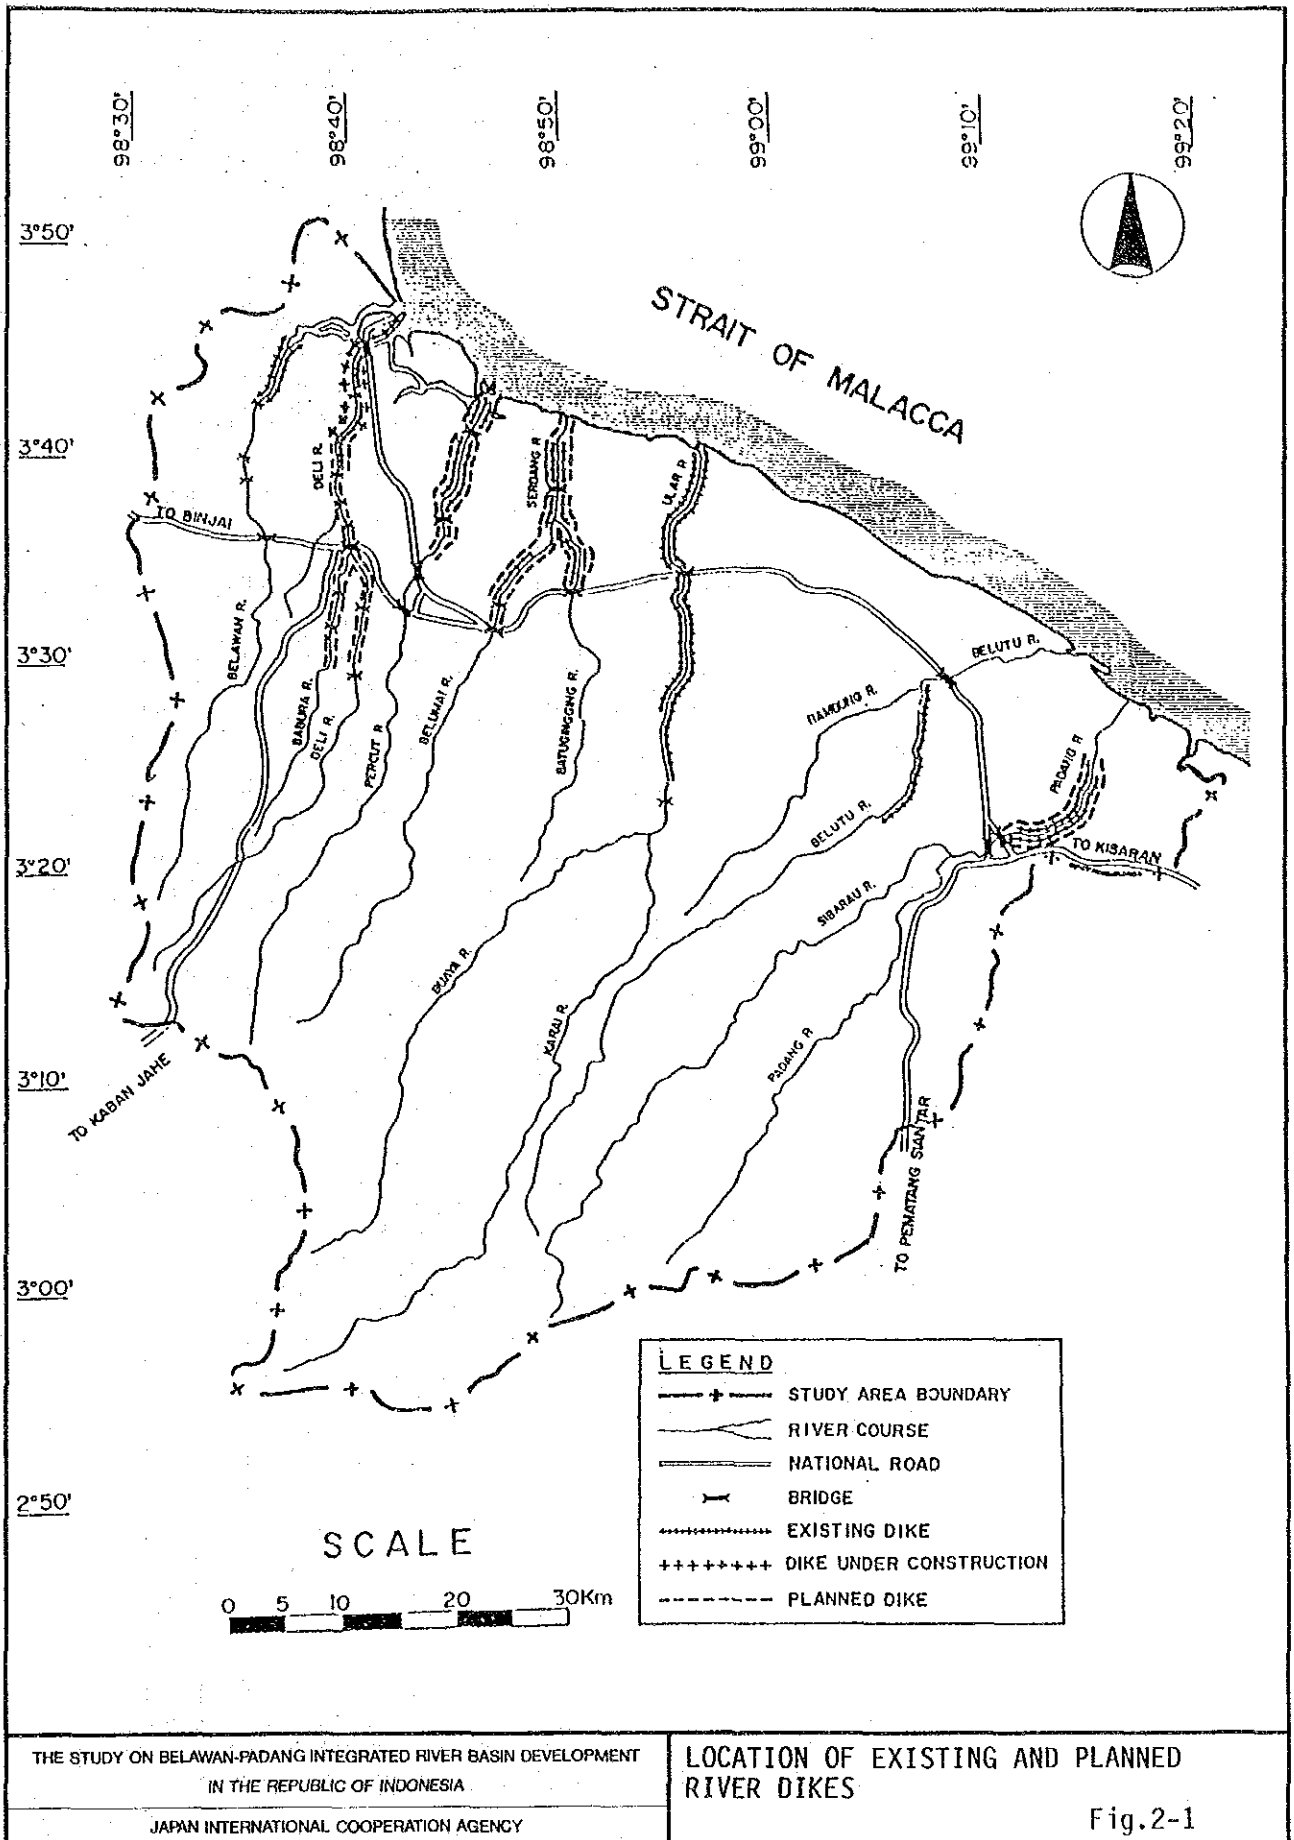 98°30'
98°40'
98°50'
99°00'
99°10'
99°20'
3°50'
3°40'
3°30'
3°20'
3°10'
3°00'
2°50'
STRAIT OF MALACCA
DELI R.
SERDANG R
ULAR R
TO BINJAI
BELAWAN R.
BABURA R.
DELI R.
PERCUT R
BELUMAI R.
BATUGINGGING R.
RAMBUNG R.
BELUTU R.
BELUTU R.
PADANG R
TO KISARAN
SIBARAU R.
BUAYA R.
KARAI R.
PADANG R
TO KABAN JAHE
TO PEMATANG SIANTAR
LEGEND
STUDY AREA BOUNDARY
RIVER COURSE
NATIONAL ROAD
BRIDGE
EXISTING DIKE
DIKE UNDER CONSTRUCTION
PLANNED DIKE
SCALE
0 5 10 20 30Km
THE STUDY ON BELAWAN-PADANG INTEGRATED RIVER BASIN DEVELOPMENT
IN THE REPUBLIC OF INDONESIA
JAPAN INTERNATIONAL COOPERATION AGENCY
LOCATION OF EXISTING AND PLANNED
RIVER DIKES
Fig.2-1